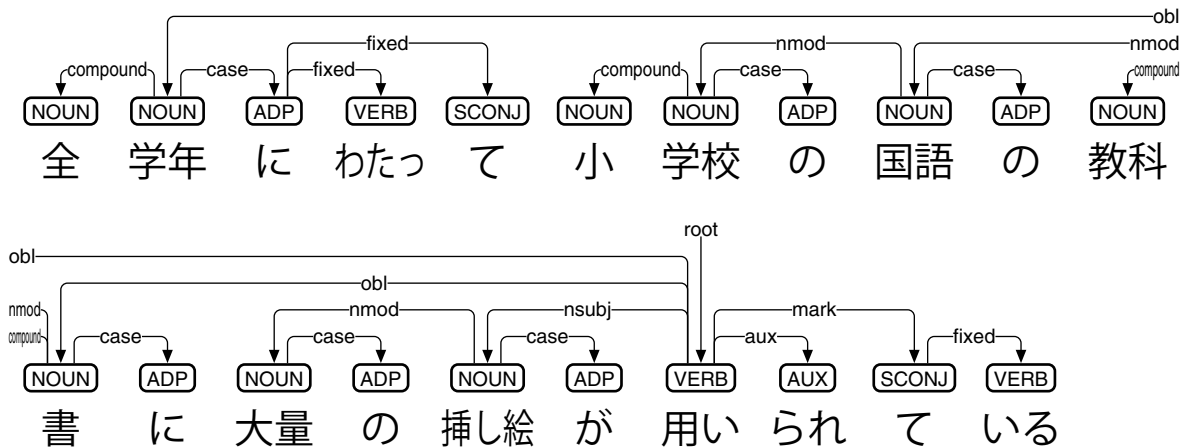 obl
fixed nmod nmod
compound case fixed compound case case compound
NOUN NOUN ADP VERB SCONJ NOUN NOUN ADP NOUN ADP NOUN
全 学年 に わたっ て 小 学校 の 国語 の 教科
root
obl
obl
nmod nmod nsubj mark
compound case case case aux fixed
NOUN ADP NOUN ADP NOUN ADP VERB AUX SCONJ VERB
書 に 大量 の 挿し絵 が 用い られ て いる